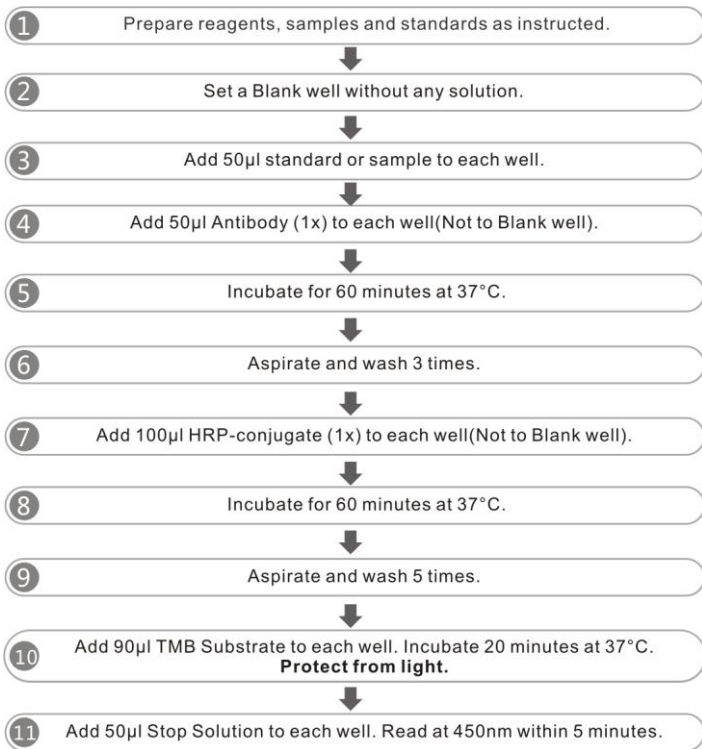 1 Prepare reagents, samples and standards as instructed.
2 Set a Blank well without any solution.
3 Add 50μl standard or sample to each well.
4 Add 50μl Antibody (1x) to each well(Not to Blank well).
5 Incubate for 60 minutes at 37°C.
6 Aspirate and wash 3 times.
7 Add 100μl HRP-conjugate (1x) to each well(Not to Blank well).
8 Incubate for 60 minutes at 37°C.
9 Aspirate and wash 5 times.
10 Add 90μl TMB Substrate to each well. Incubate 20 minutes at 37°C.
Protect from light.
11 Add 50μl Stop Solution to each well. Read at 450nm within 5 minutes.